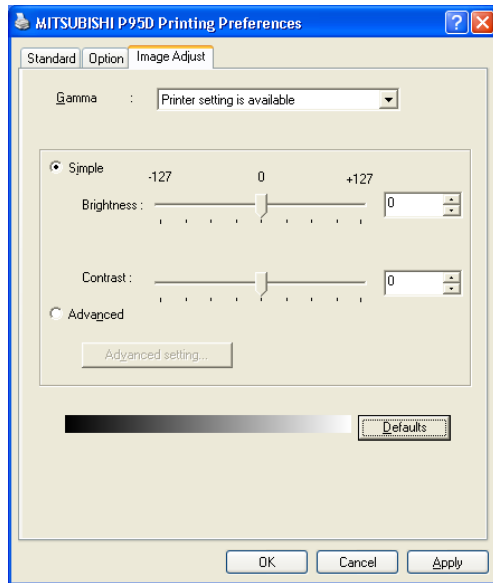 MITSUBISHI P95D Printing Preferences
Standard Option Image Adjust
Gamma : Printer setting is available
Simple
-127 0 +127
Brightness : 0
Contrast : 0
Advanced
Advanced setting...
Defaults
OK Cancel Apply